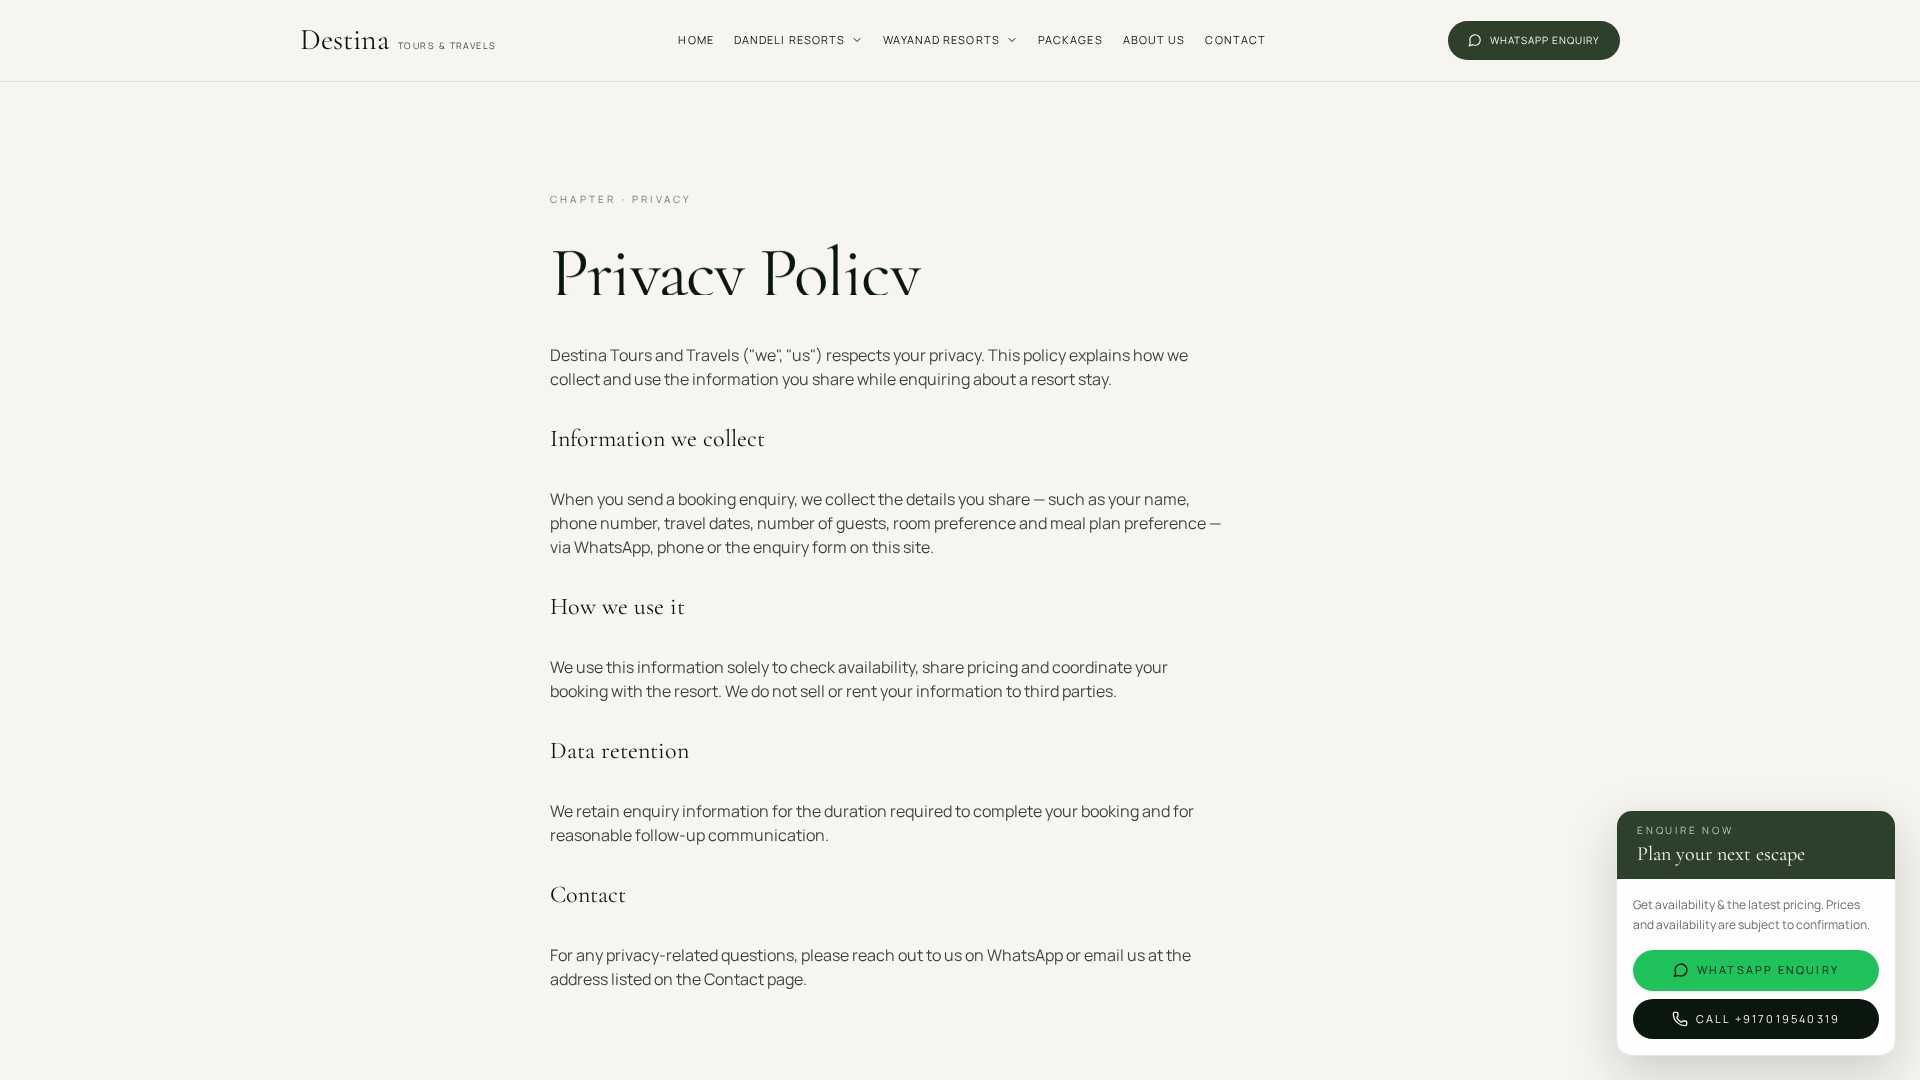 Destina TOURS & TRAVELS
HOME DANDELI RESORTS WAYANAD RESORTS PACKAGES ABOUT US CONTACT
WHATSAPP ENQUIRY
CHAPTER · PRIVACY
Privacy Policy
Destina Tours and Travels ("we", "us") respects your privacy. This policy explains how we
collect and use the information you share while enquiring about a resort stay.
Information we collect
When you send a booking enquiry, we collect the details you share — such as your name,
phone number, travel dates, number of guests, room preference and meal plan preference —
via WhatsApp, phone or the enquiry form on this site.
How we use it
We use this information solely to check availability, share pricing and coordinate your
booking with the resort. We do not sell or rent your information to third parties.
Data retention
We retain enquiry information for the duration required to complete your booking and for
reasonable follow-up communication.
Contact
For any privacy-related questions, please reach out to us on WhatsApp or email us at the
address listed on the Contact page.
ENQUIRE NOW
Plan your next escape
Get availability & the latest pricing. Prices
and availability are subject to confirmation.
WHATSAPP ENQUIRY
CALL +917019540319